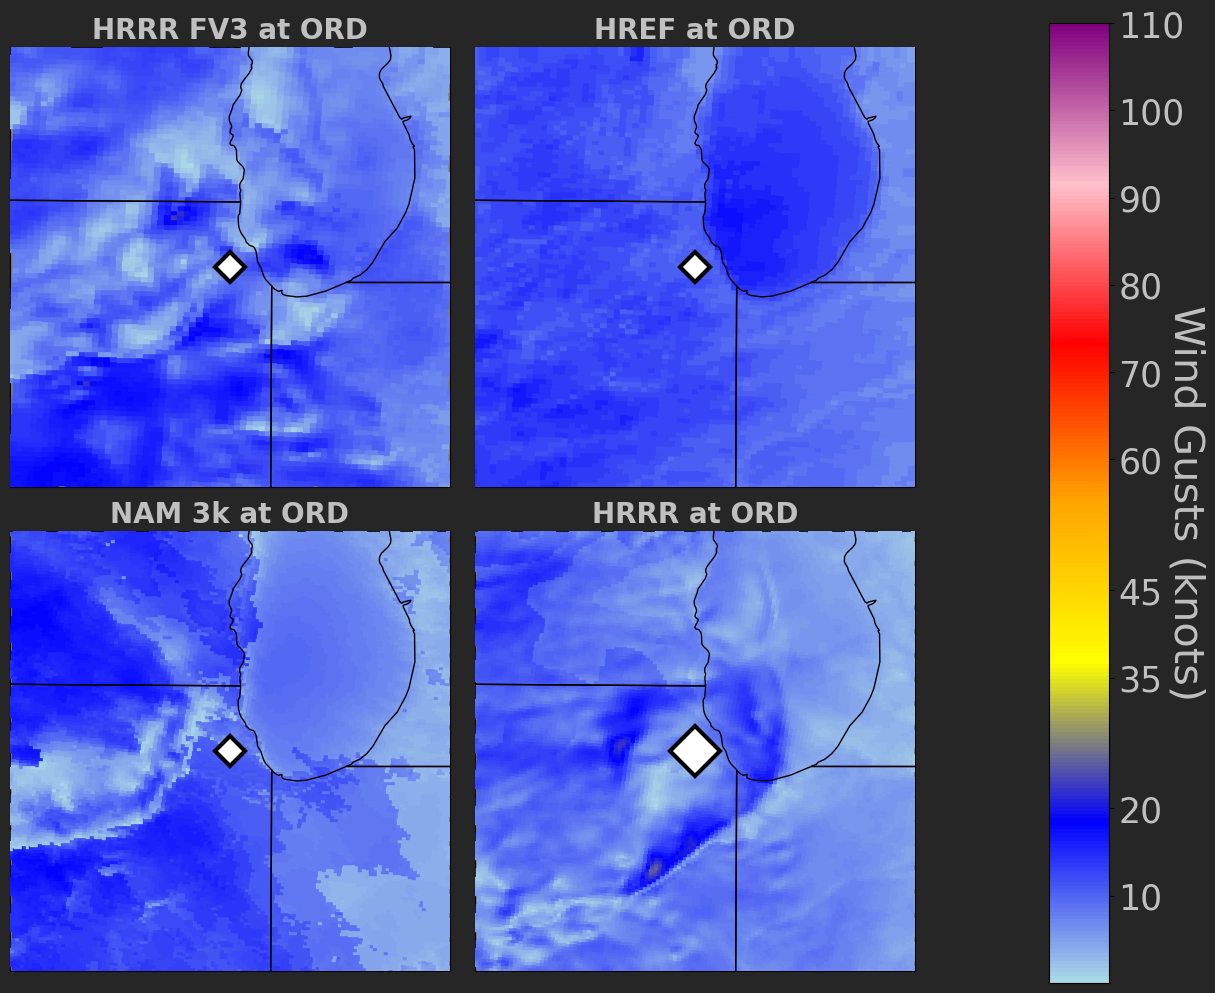 HRRR FV3 at ORD
HREF at ORD
NAM 3k at ORD
HRRR at ORD
110
100
90
80
70
60
45
35
20
10
Wind Gusts (knots)